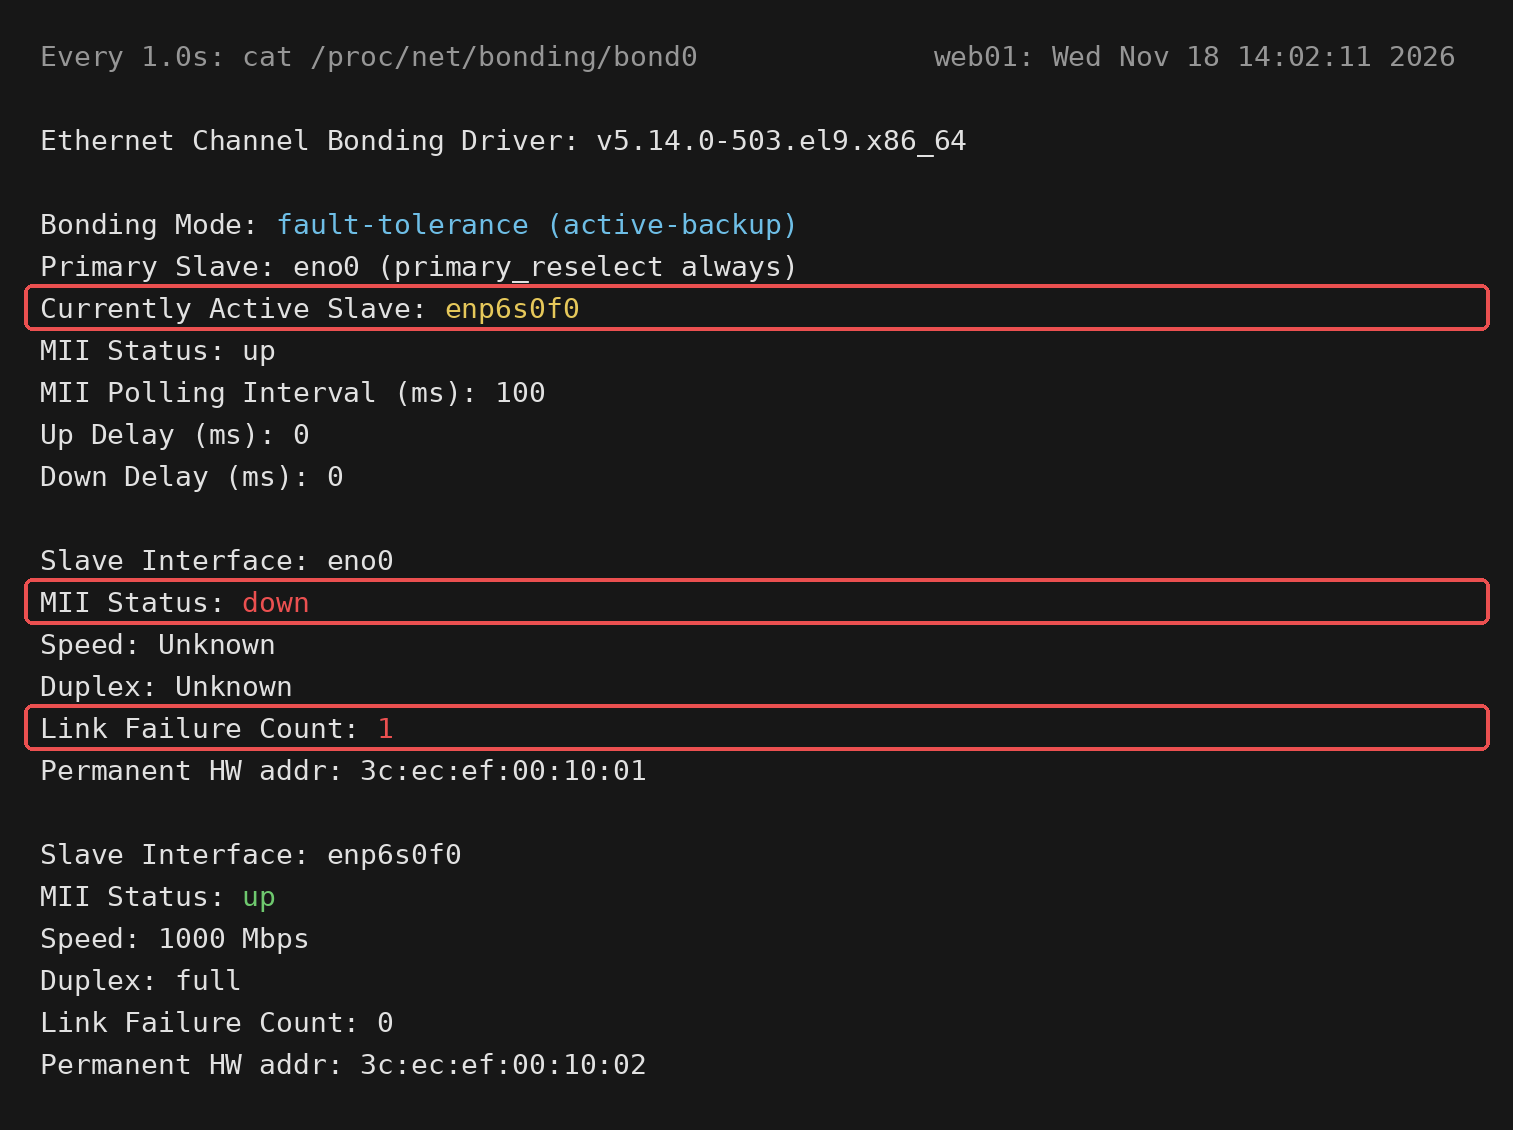 Every 1.0s: cat /proc/net/bonding/bond0 web01: Wed Nov 18 14:02:11 2026
Ethernet Channel Bonding Driver: v5.14.0-503.el9.x86_64
Bonding Mode: fault-tolerance (active-backup)
Primary Slave: eno0 (primary_reselect always)
Currently Active Slave: enp6s0f0
MII Status: up
MII Polling Interval (ms): 100
Up Delay (ms): 0
Down Delay (ms): 0
Slave Interface: eno0
MII Status: down
Speed: Unknown
Duplex: Unknown
Link Failure Count: 1
Permanent HW addr: 3c:ec:ef:00:10:01
Slave Interface: enp6s0f0
MII Status: up
Speed: 1000 Mbps
Duplex: full
Link Failure Count: 0
Permanent HW addr: 3c:ec:ef:00:10:02